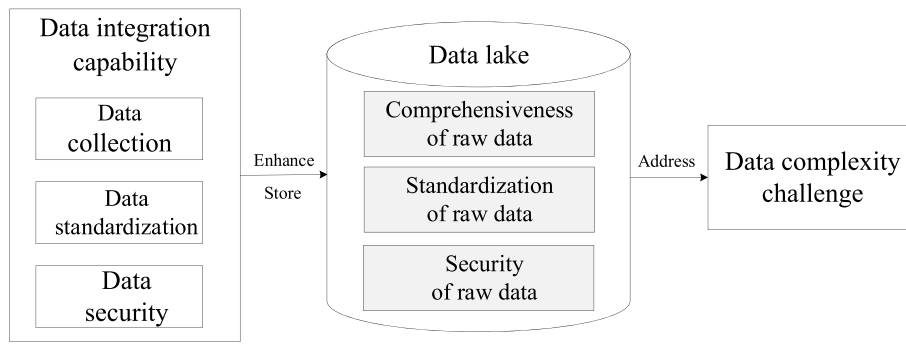 Data integration
capability
Data
collection
Data
standardization
Data
security
Enhance
Store
Data lake
Comprehensiveness
of raw data
Standardization
of raw data
Security
of raw data
Address
Data complexity
challenge